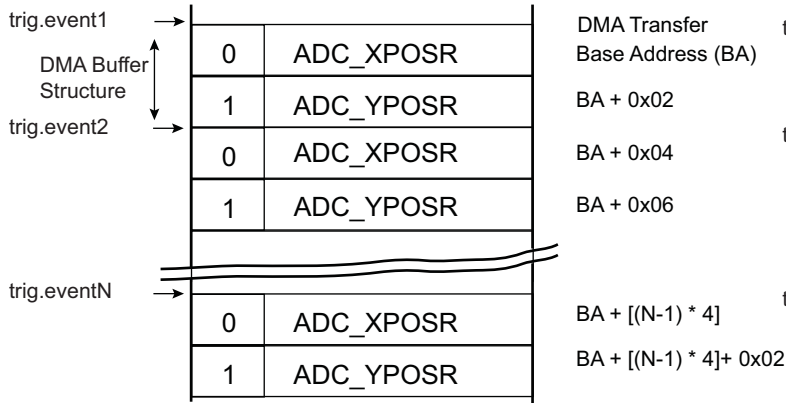 trig.event1
DMA Transfer
t
0 ADC_XPOSR
Base Address (BA)
DMA Buffer
Structure
1 ADC_YPOSR
BA + 0x02
trig.event2
t
0 ADC_XPOSR
BA + 0x04
1 ADC_YPOSR
BA + 0x06
trig.eventN
t
0 ADC_XPOSR
BA + [(N-1) * 4]
1 ADC_YPOSR
BA + [(N-1) * 4]+ 0x02